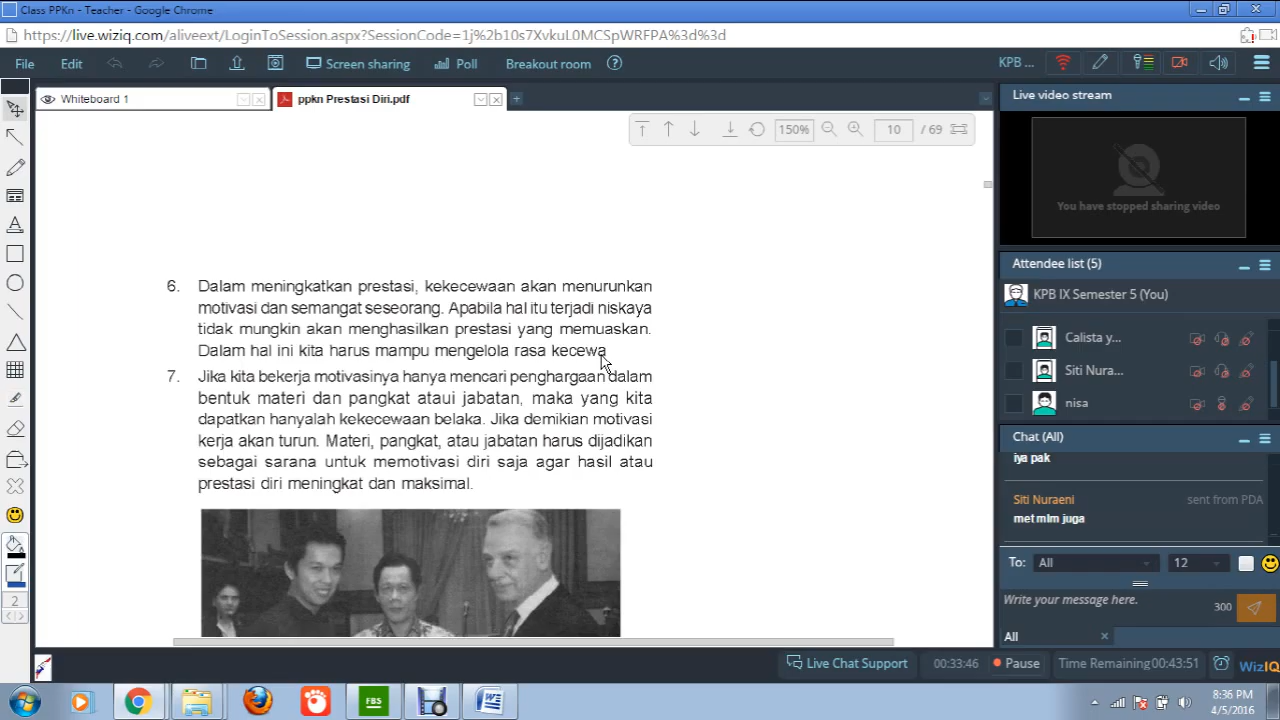 Class PPKn - Teacher - Google Chrome
https://live.wiziq.com/aliveext/LoginToSession.aspx?SessionCode=1j%2b10s7XvkuL0MCSpWRFPA%3d%3d
File Edit Screen sharing Poll Breakout room KPB ...
Whiteboard 1 ppkn Prestasi Diri.pdf
Live video stream
150% 10 / 69
You have stopped sharing video
Attendee list (5)
KPB IX Semester 5 (You)
Calista y...
Siti Nura...
nisa
6. Dalam meningkatkan prestasi, kekecewaan akan menurunkan
motivasi dan semangat seseorang. Apabila hal itu terjadi niskaya
tidak mungkin akan menghasilkan prestasi yang memuaskan.
Dalam hal ini kita harus mampu mengelola rasa kecewa
7. Jika kita bekerja motivasinya hanya mencari penghargaan dalam
bentuk materi dan pangkat ataui jabatan, maka yang kita
dapatkan hanyalah kekecewaan belaka. Jika demikian motivasi
kerja akan turun. Materi, pangkat, atau jabatan harus dijadikan
sebagai sarana untuk memotivasi diri saja agar hasil atau
prestasi diri meningkat dan maksimal.
Chat (All)
iya pak
Siti Nuraeni sent from PDA
met mlm juga
To: All 12
Write your message here. 300
All
2
Live Chat Support 00:33:46 Pause Time Remaining 00:43:51 WizIQ
FBS
8:36 PM
4/5/2016